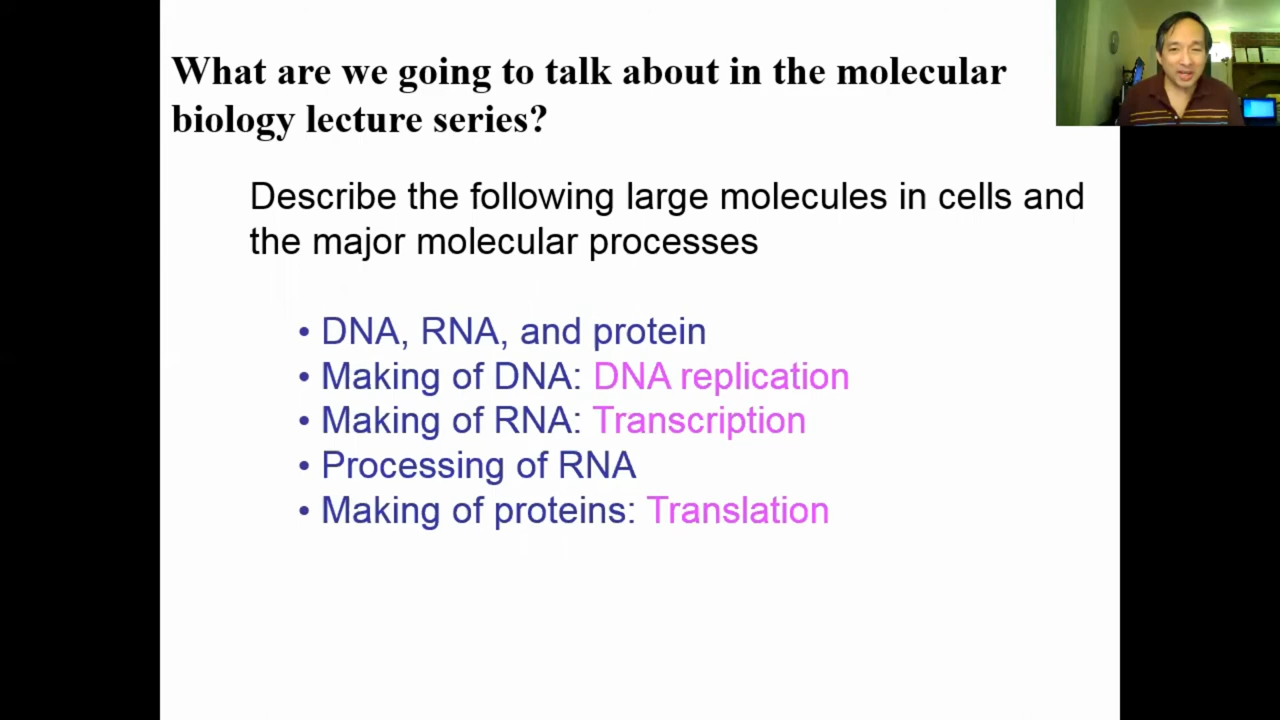 What are we going to talk about in the molecular
biology lecture series?
Describe the following large molecules in cells and
the major molecular processes
• DNA, RNA, and protein
• Making of DNA: DNA replication
• Making of RNA: Transcription
• Processing of RNA
• Making of proteins: Translation